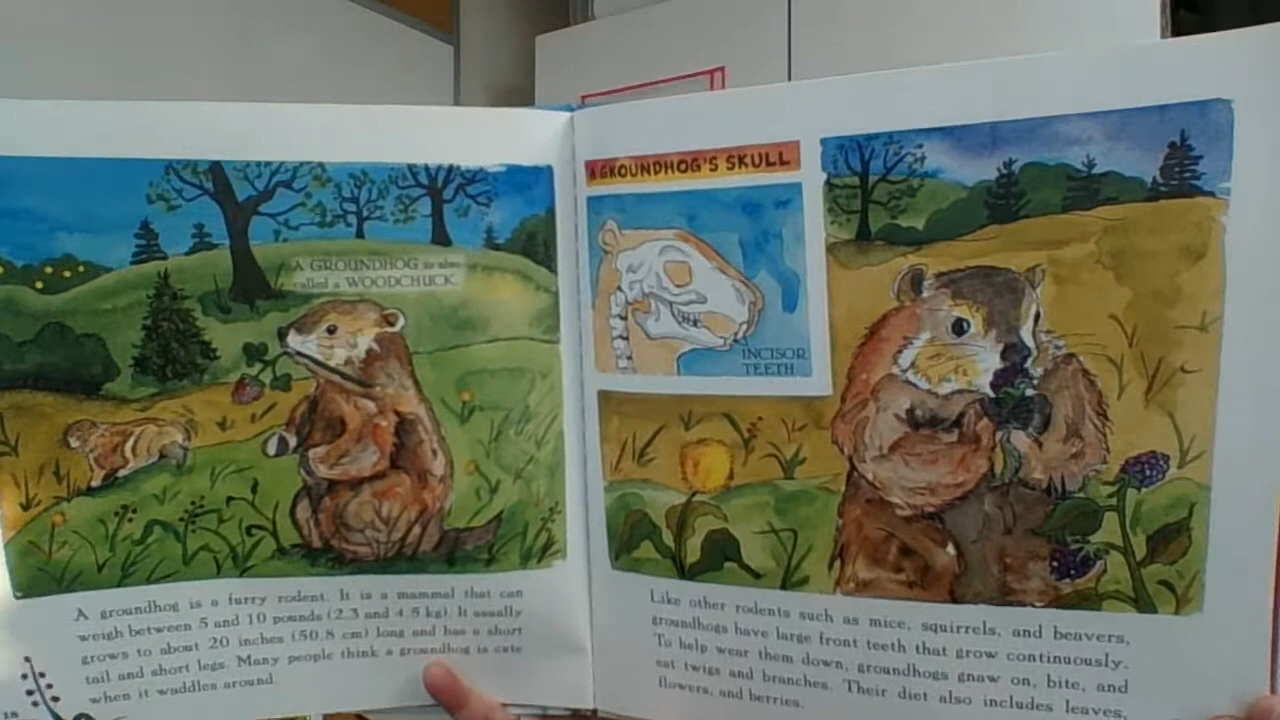 A GROUNDHOG is also
called a WOODCHUCK.
A groundhog is a furry rodent. It is a mammal that can
weigh between 5 and 10 pounds (2.3 and 4.5 kg). It usually
grows to about 20 inches (50.8 cm) long and has a short
tail and short legs. Many people think a groundhog is cute
when it waddles around.
18
A GROUNDHOG'S SKULL
INCISOR
TEETH
Like other rodents such as mice, squirrels, and beavers,
groundhogs have large front teeth that grow continuously.
To help wear them down, groundhogs gnaw on, bite, and
eat twigs and branches. Their diet also includes leaves,
flowers, and berries.